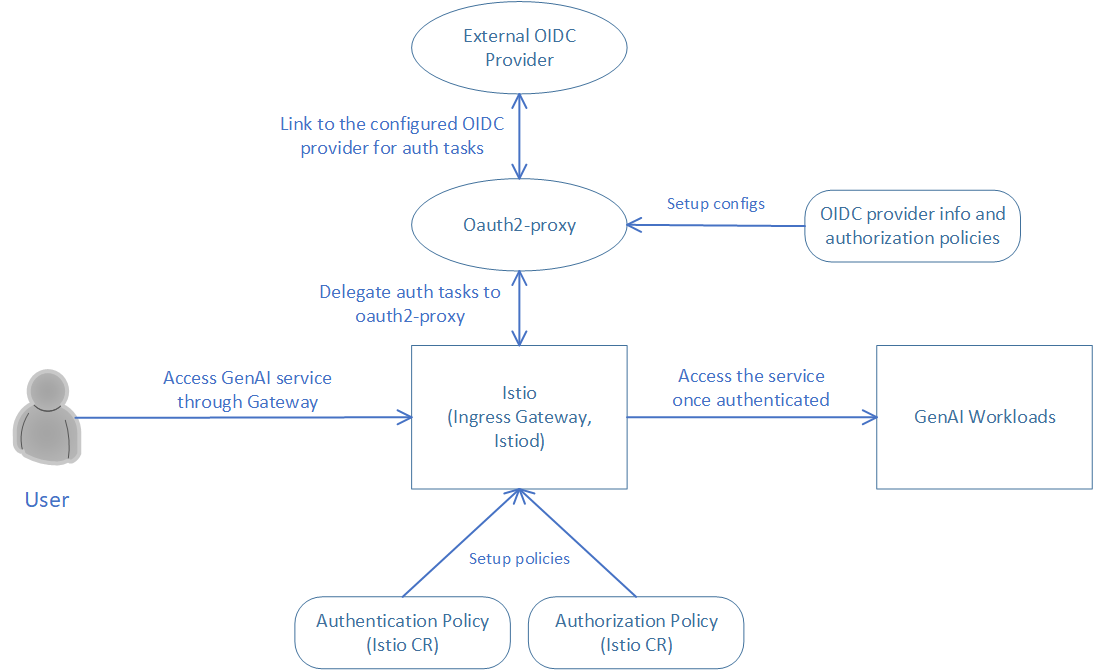 External OIDC
Provider
Link to the configured OIDC
provider for auth tasks
Setup configs
OIDC provider info and
authorization policies
Oauth2-proxy
Delegate auth tasks to
oauth2-proxy
Access GenAI service
through Gateway
Istio
(Ingress Gateway,
Istiod)
Access the service
once authenticated
GenAI Workloads
User
Setup policies
Authentication Policy
(Istio CR)
Authorization Policy
(Istio CR)